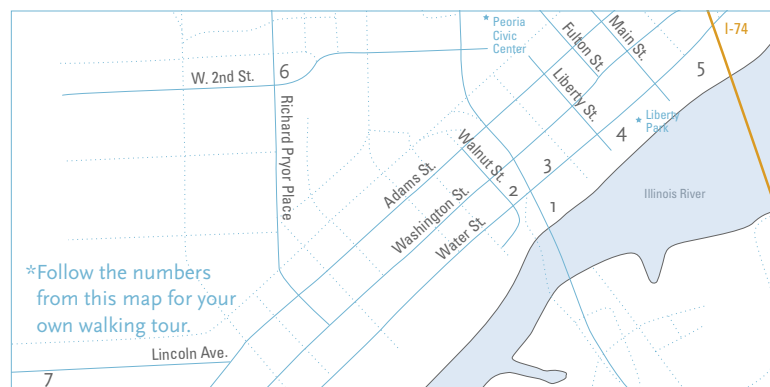 * Peoria
Civic
Center
Fulton St.
Main St.
I-74
W. 2nd St.
6
5
Liberty St.
* Liberty
Park
4
Richard Pryor Place
Walnut St.
3
Adams St.
2
1
Illinois River
Washington St.
Water St.
*Follow the numbers
from this map for your
own walking tour.
Lincoln Ave.
7